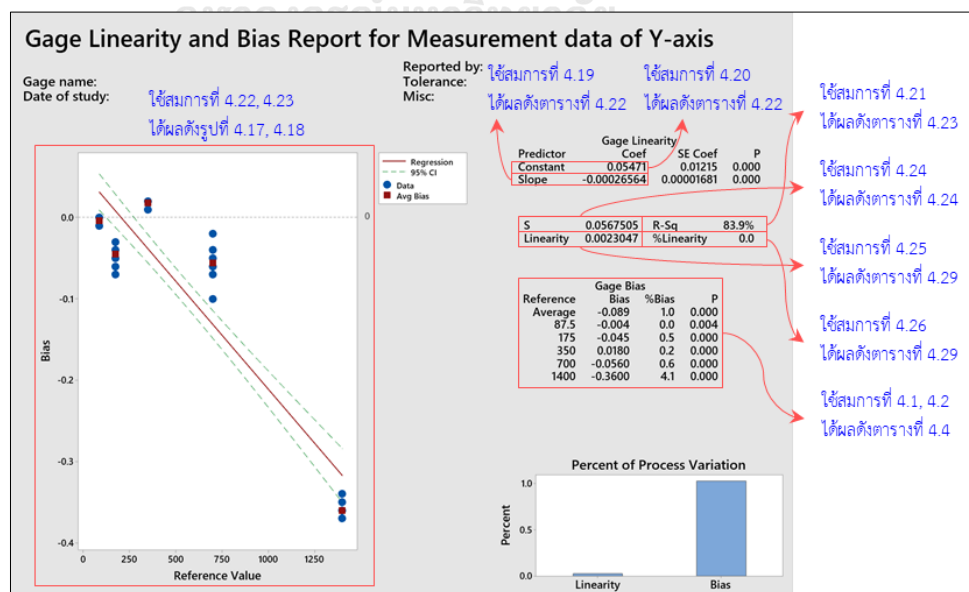 Gage Linearity and Bias Report for Measurement data of Y-axis
Gage name:
Date of study:
Reported by:
Tolerance:
Misc:
ใช้สมการที่ 4.22, 4.23
ได้ผลดังรูปที่ 4.17, 4.18
ใช้สมการที่ 4.19
ได้ผลดังตารางที่ 4.22
ใช้สมการที่ 4.20
ได้ผลดังตารางที่ 4.22
ใช้สมการที่ 4.21
ได้ผลดังตารางที่ 4.23
ใช้สมการที่ 4.24
ได้ผลดังตารางที่ 4.24
ใช้สมการที่ 4.25
ได้ผลดังตารางที่ 4.29
ใช้สมการที่ 4.26
ได้ผลดังตารางที่ 4.29
ใช้สมการที่ 4.1, 4.2
ได้ผลดังตารางที่ 4.4
Regression
95% CI
Data
Avg Bias
0.0
-0.1
-0.2
-0.3
-0.4
0
Bias
0 250 500 750 1000 1250
Reference Value
Gage Linearity
Predictor Coef SE Coef P
Constant 0.05471 0.01215 0.000
Slope -0.00026564 0.00001681 0.000
S 0.0567505 R-Sq 83.9%
Linearity 0.0023047 %Linearity 0.0
Gage Bias
Reference Bias %Bias P
Average -0.089 1.0 0.000
87.5 -0.004 0.0 0.004
175 -0.045 0.5 0.000
350 0.0180 0.2 0.000
700 -0.0560 0.6 0.000
1400 -0.3600 4.1 0.000
Percent of Process Variation
1.0
0.5
0.0
Percent
Linearity Bias